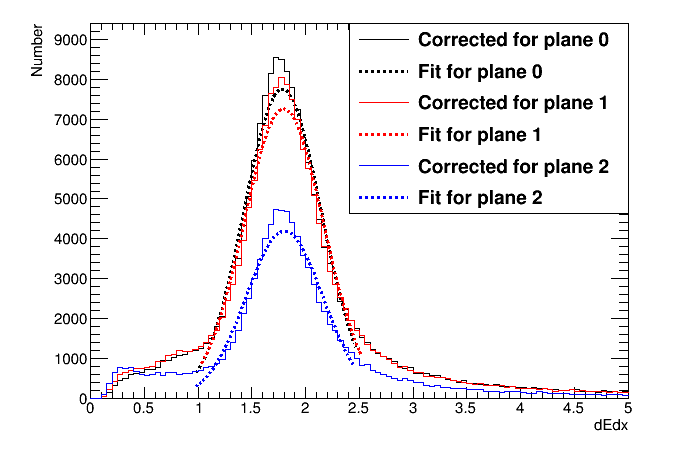 Number
9000
8000
7000
6000
5000
4000
3000
2000
1000
0
Corrected for plane 0
Fit for plane 0
Corrected for plane 1
Fit for plane 1
Corrected for plane 2
Fit for plane 2
0 0.5 1 1.5 2 2.5 3 3.5 4 4.5 5
dEdx